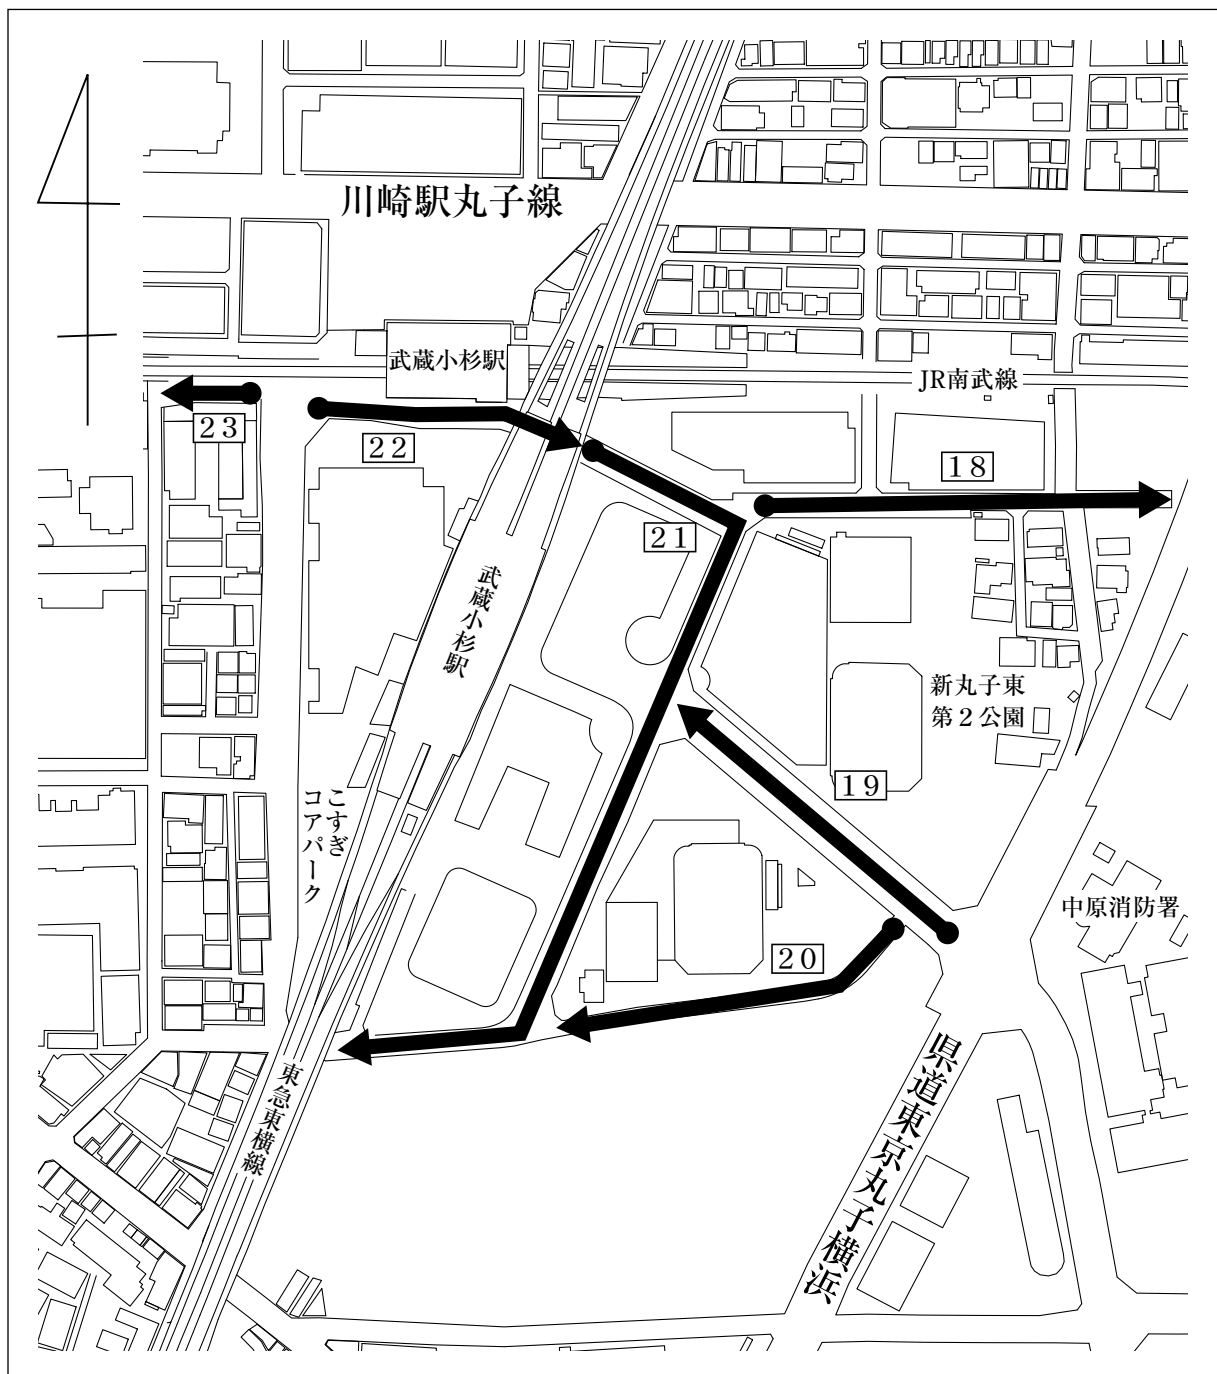 川崎駅丸子線
武蔵小杉駅
JR南武線
23
22
18
21
武蔵小杉駅
新丸子東
第2公園
19
こすぎ
コアパーク
中原消防署
20
東急東横線
県道東京丸子横浜